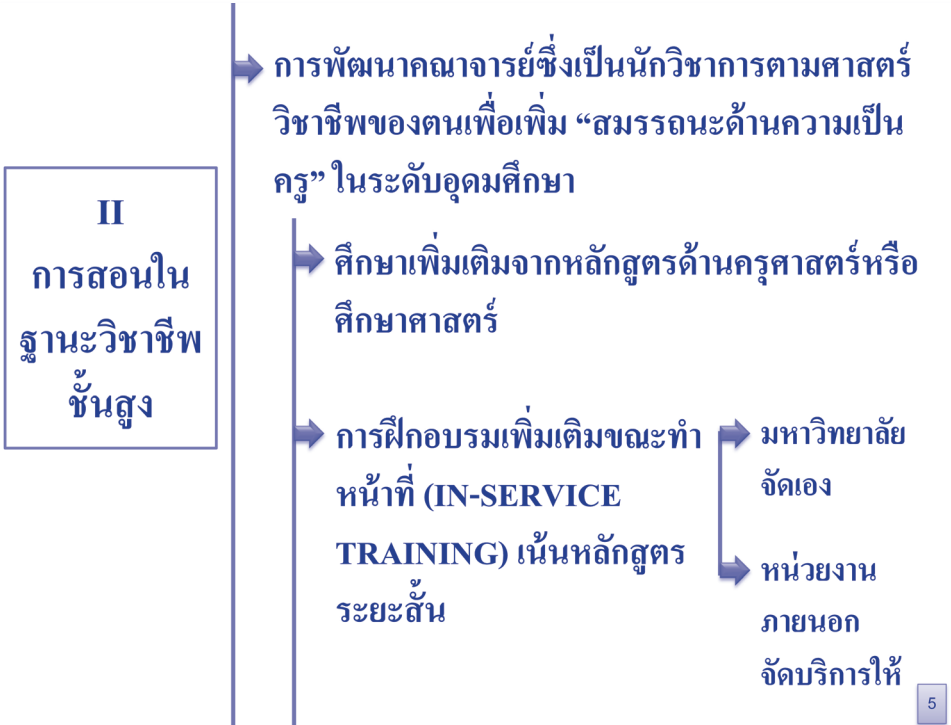 II
การสอนใน
ฐานะวิชาชีพ
ชั้นสูง
การพัฒนาคณาจารย์ซึ่งเป็นนักวิชาการตามศาสตร์
วิชาชีพของตนเพื่อเพิ่ม “สมรรถนะด้านความเป็น
ครู” ในระดับอุดมศึกษา
ศึกษาเพิ่มเติมจากหลักสูตรด้านครุศาสตร์หรือ
ศึกษาศาสตร์
การฝึกอบรมเพิ่มเติมขณะทำ
หน้าที่ (IN-SERVICE
TRAINING) เน้นหลักสูตร
ระยะสั้น
มหาวิทยาลัย
จัดเอง
หน่วยงาน
ภายนอก
จัดบริการให้
5